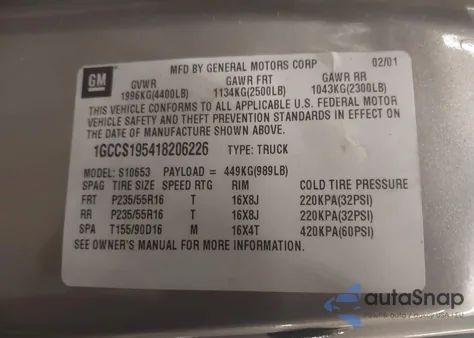 MFD BY GENERAL MOTORS CORP 02/01
GM
GVWR GAWR FRT GAWR RR
1996KG(4400LB) 1134KG(2500LB) 1043KG(2300LB)
THIS VEHICLE CONFORMS TO ALL APPLICABLE U.S. FEDERAL MOTOR
VEHICLE SAFETY AND THEFT PREVENTION STANDARDS IN EFFECT ON
THE DATE OF MANUFACTURE SHOWN ABOVE.
1GCCS195418206226 TYPE: TRUCK
MODEL: S10653 PAYLOAD = 449KG(989LB)
SPAG TIRE SIZE SPEED RTG RIM COLD TIRE PRESSURE
FRT P235/55R16 T 16X8J 220KPA(32PSI)
RR P235/55R16 T 16X8J 220KPA(32PSI)
SPA T155/90D16 M 16X4T 420KPA(60PSI)
SEE OWNER'S MANUAL FOR MORE INFORMATION.
autaSnap